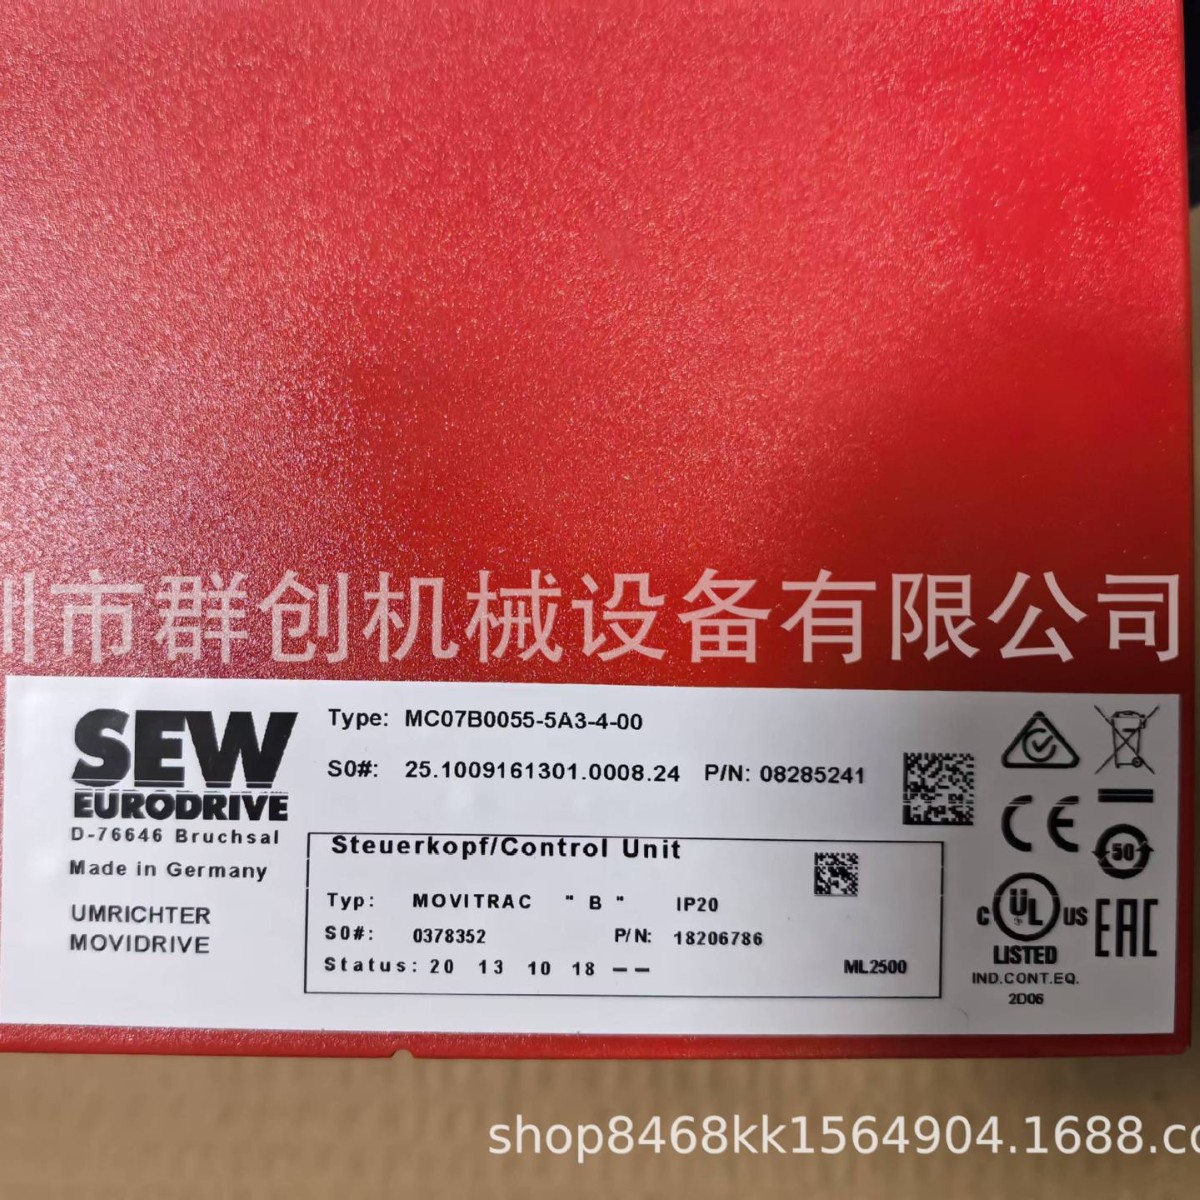 圳市群创机械设备有限公司
SEW
EURODRIVE
D-76646 Bruchsal
Made in Germany
UMRICHTER
MOVIDRIVE
Type: MC07B0055-5A3-4-00
S0#: 25.1009161301.0008.24 P/N: 08285241
Steuerkopf/Control Unit
Typ: MOVITRAC "B" IP20
S0#: 0378352 P/N: 18206786
Status: 20 13 10 18 -- ML2500
CE
50
C UL US
LISTED
IND.CONT.EQ.
2D06
EAC
shop8468kk1564904.1688.co